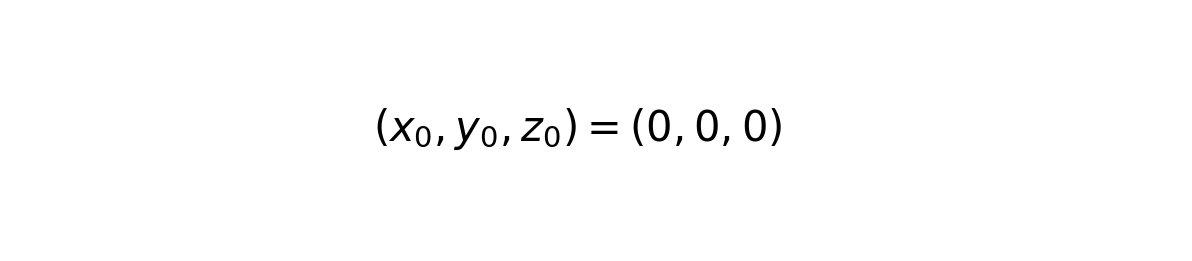 (x₀, y₀, z₀) = (0, 0, 0)